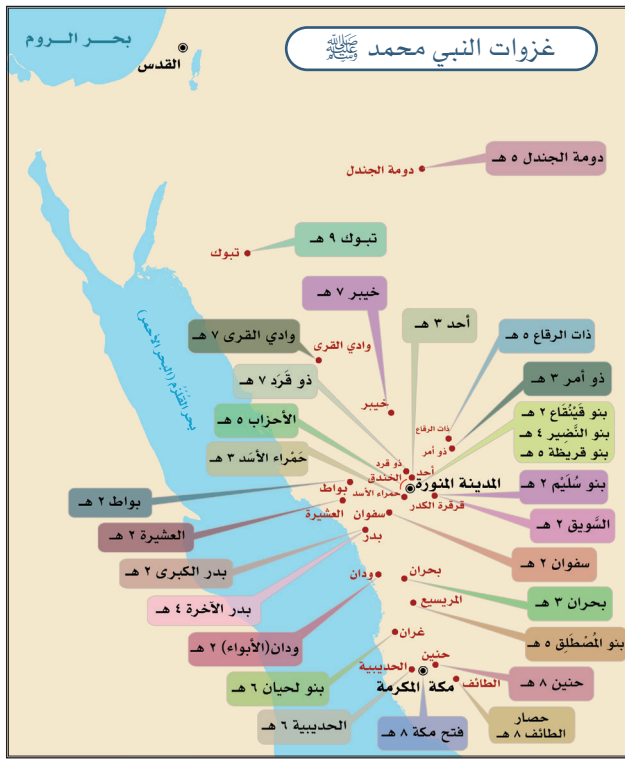 غزوات النبي محمد ﷺ
بحـر الـــروم
القدس
دومة الجندل ٥ هـ
دومة الجندل
تبـوك ٩ هـ
تبوك
خيبر ٧ هـ
أحد ٣ هـ
ذات الرقاع ٥ هـ
وادي القرى ٧ هـ
وادي القرى
بحر القُلْزُم (البحر الأحمر)
ذو قَرَد ٧ هـ
ذو أمر ٣ هـ
خيبر
الأحزاب ٥ هـ
بنو قَيْنُقَاع ٢ هـ
بنو النَّضِير ٤ هـ
بنو قريظة ٥ هـ
ذات الرقاع
ذو أمر
حَمْراء الأسَد ٣ هـ
ذو قرد
أحد
الخندق
المدينة المنورة
بنو سُلَيْم ٢ هـ
بواط ٢ هـ
بواط
حمراء الأسد
قرقرة الكدر
السَّويق ٢ هـ
العشيرة ٢ هـ
العشيرة
سفوان
بدر
سفوان ٢ هـ
بدر الكبرى ٢ هـ
بدر الآخرة ٤ هـ
ودان
بحران
بحران ٣ هـ
المريسيع
ودان(الأبواء) ٢ هـ
غران
بنو المُصْطَلِق ٥ هـ
بنو لحيان ٦ هـ
الحديبية
حنين
مكة المكرمة
الطائف
حنين ٨ هـ
الحديبية ٦ هـ
فتح مكة ٨ هـ
حصار
الطائف ٨ هـ